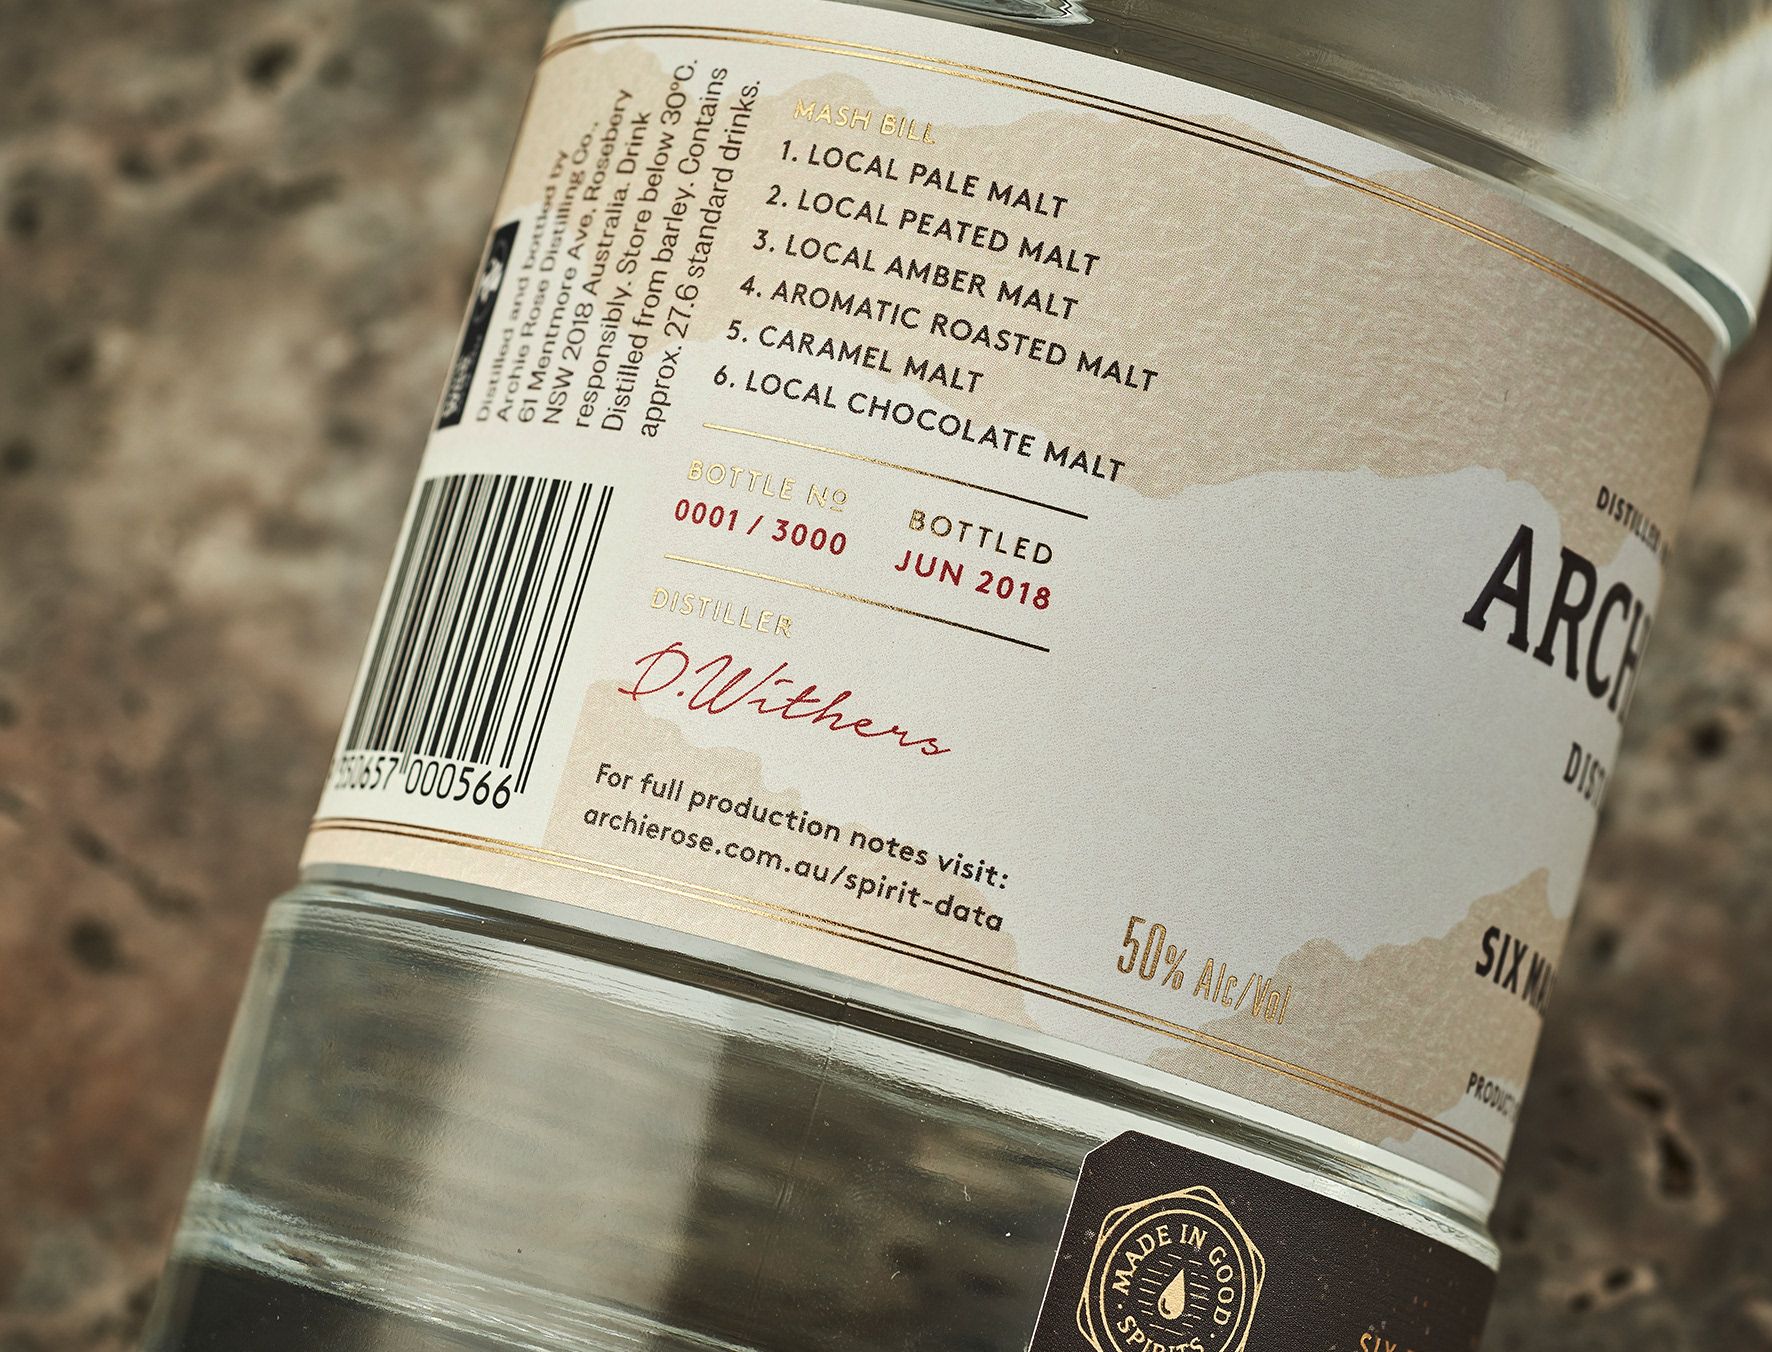 Distilled and bottled by
Archie Rose Distilling Co.,
61 Mentmore Ave, Rosebery
NSW 2018 Australia. Drink
responsibly. Store below 30°C.
Distilled from barley. Contains
approx. 27.6 standard drinks.
000566
MASH BILL
1. LOCAL PALE MALT
2. LOCAL PEATED MALT
3. LOCAL AMBER MALT
4. AROMATIC ROASTED MALT
5. CARAMEL MALT
6. LOCAL CHOCOLATE MALT
BOTTLE Nº
0001 / 3000
BOTTLED
JUN 2018
DISTILLER
D.Withers
For full production notes visit:
archierose.com.au/spirit-data
50% Alc/Vol
ARCH
DIST
SIX MA
PRODUCT
MADE IN GOOD
SPIRITS
SIX